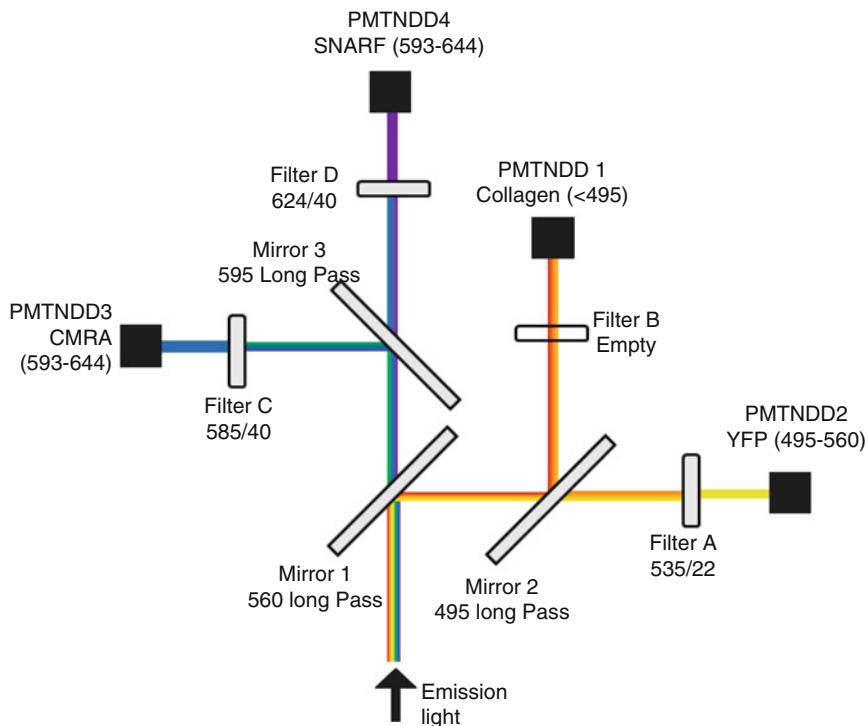 PMTNDD4
SNARF (593-644)
Filter D
624/40
PMTNDD 1
Collagen (<495)
Mirror 3
595 Long Pass
PMTNDD3
CMRA
(593-644)
Filter B
Empty
Filter C
585/40
PMTNDD2
YFP (495-560)
Mirror 1
560 long Pass
Mirror 2
495 long Pass
Filter A
535/22
Emission
light